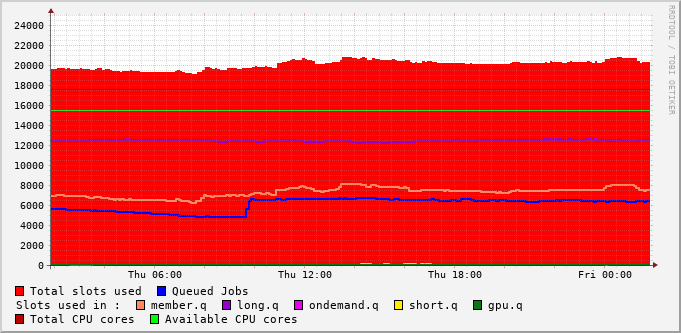 RRDTOOL / TOBI OETIKER
24000
22000
20000
18000
16000
14000
12000
10000
8000
6000
4000
2000
0
Thu 06:00 Thu 12:00 Thu 18:00 Fri 00:00
Total slots used Queued Jobs
Slots used in : member.q long.q ondemand.q short.q gpu.q
Total CPU cores Available CPU cores